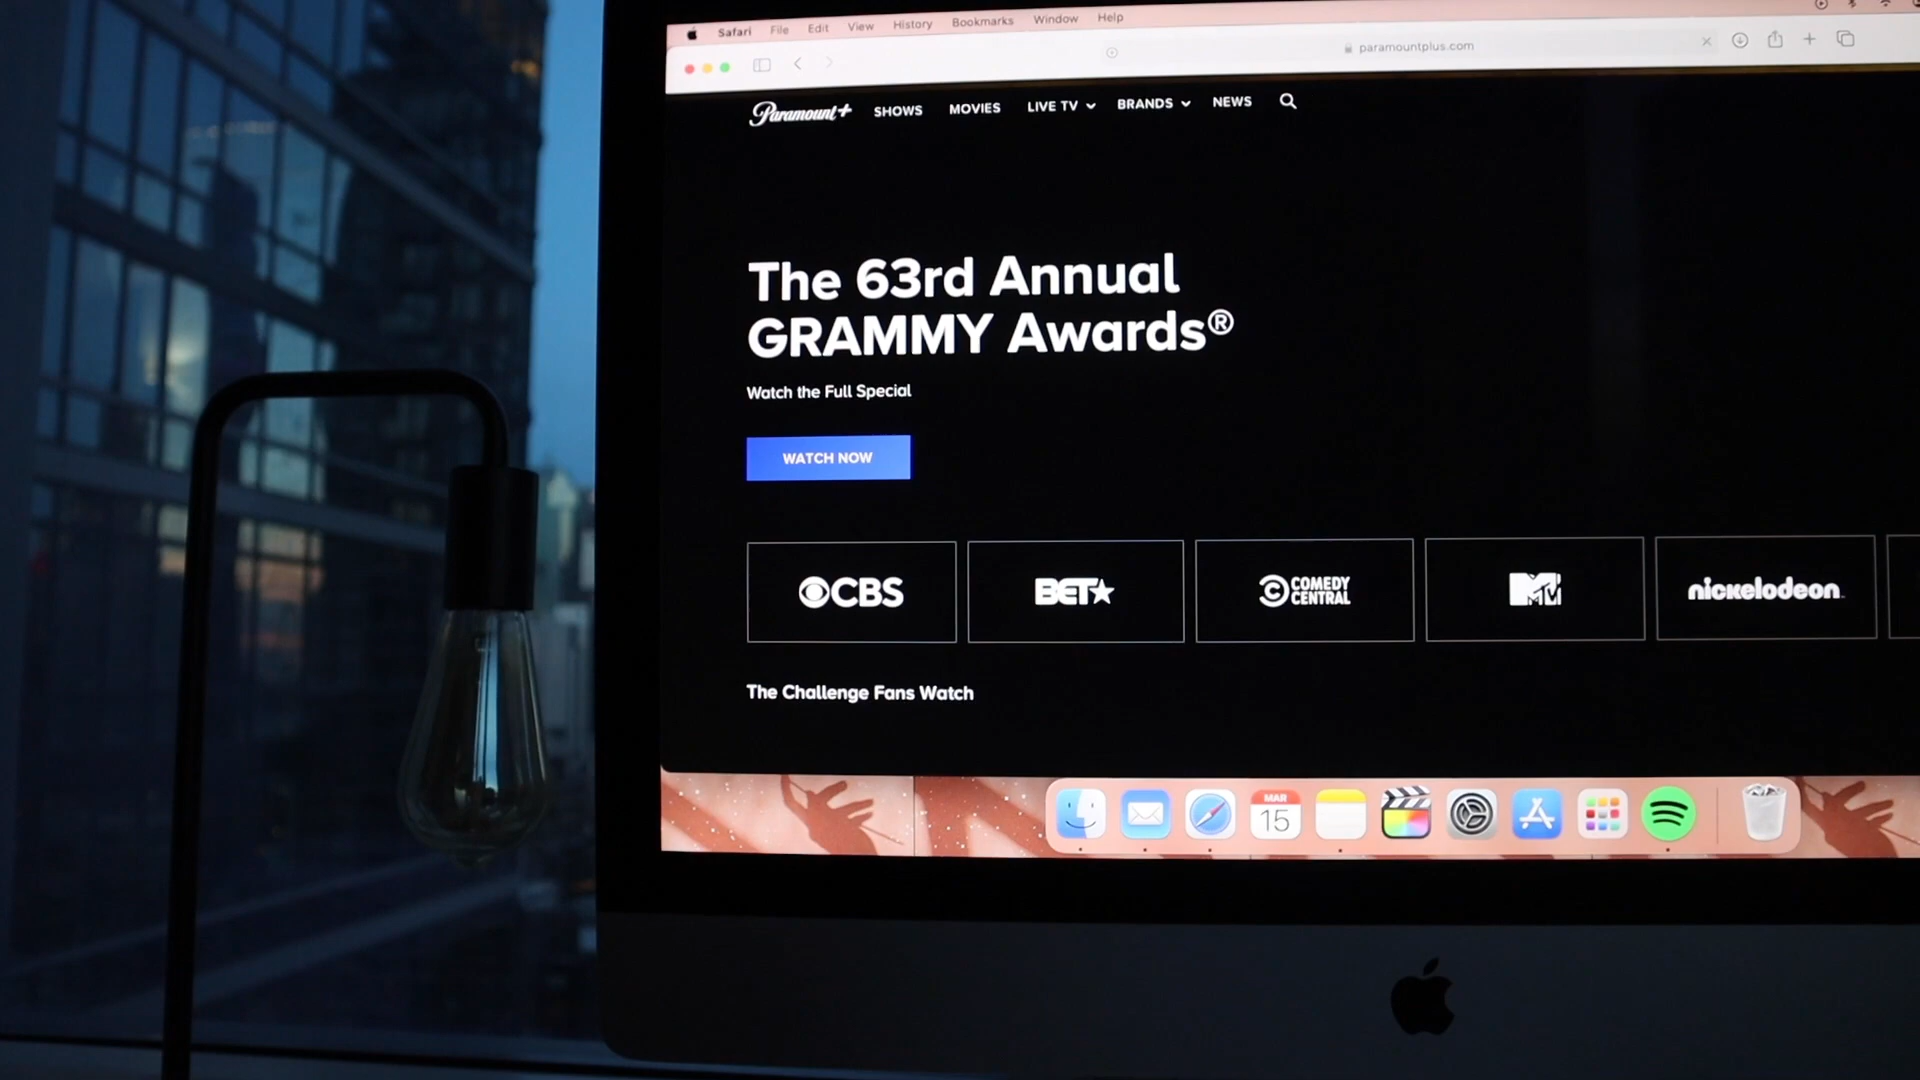 Safari File Edit View History Bookmarks Window Help
paramountplus.com
Paramount+ SHOWS MOVIES LIVE TV BRANDS NEWS
The 63rd Annual
GRAMMY Awards®
Watch the Full Special
WATCH NOW
CBS BET COMEDY CENTRAL MTV nickelodeon
The Challenge Fans Watch
MAR
15